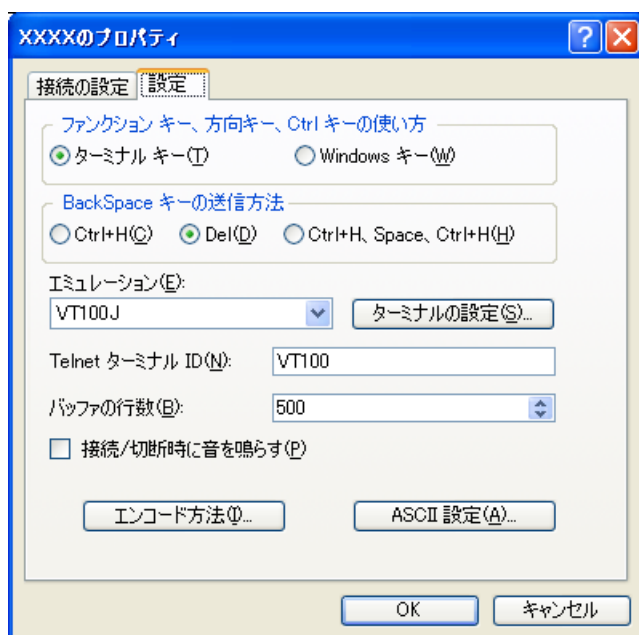 XXXXのプロパティ
接続の設定 設定
ファンクション キー、方向キー、Ctrl キーの使い方
ターミナル キー(T) Windows キー(W)
BackSpace キーの送信方法
Ctrl+H(C) Del(D) Ctrl+H、Space、Ctrl+H(H)
エミュレーション(E):
VT100J ターミナルの設定(S)...
Telnet ターミナル ID(N): VT100
バッファの行数(B): 500
接続/切断時に音を鳴らす(P)
エンコード方法(I)... ASCII 設定(A)...
OK キャンセル